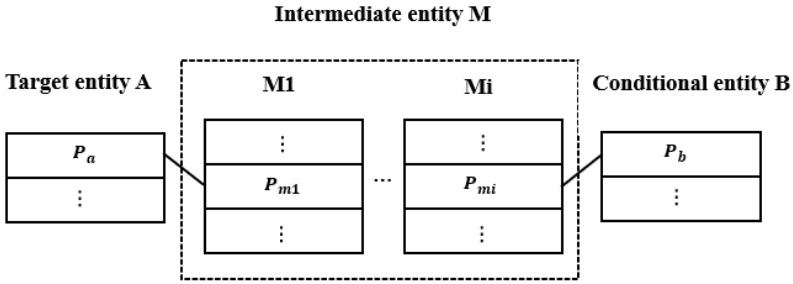 Intermediate entity M
Target entity A
M1
Mi
Conditional entity B
P_a
⋮
⋮
P_m1
⋮
...
⋮
P_mi
⋮
P_b
⋮